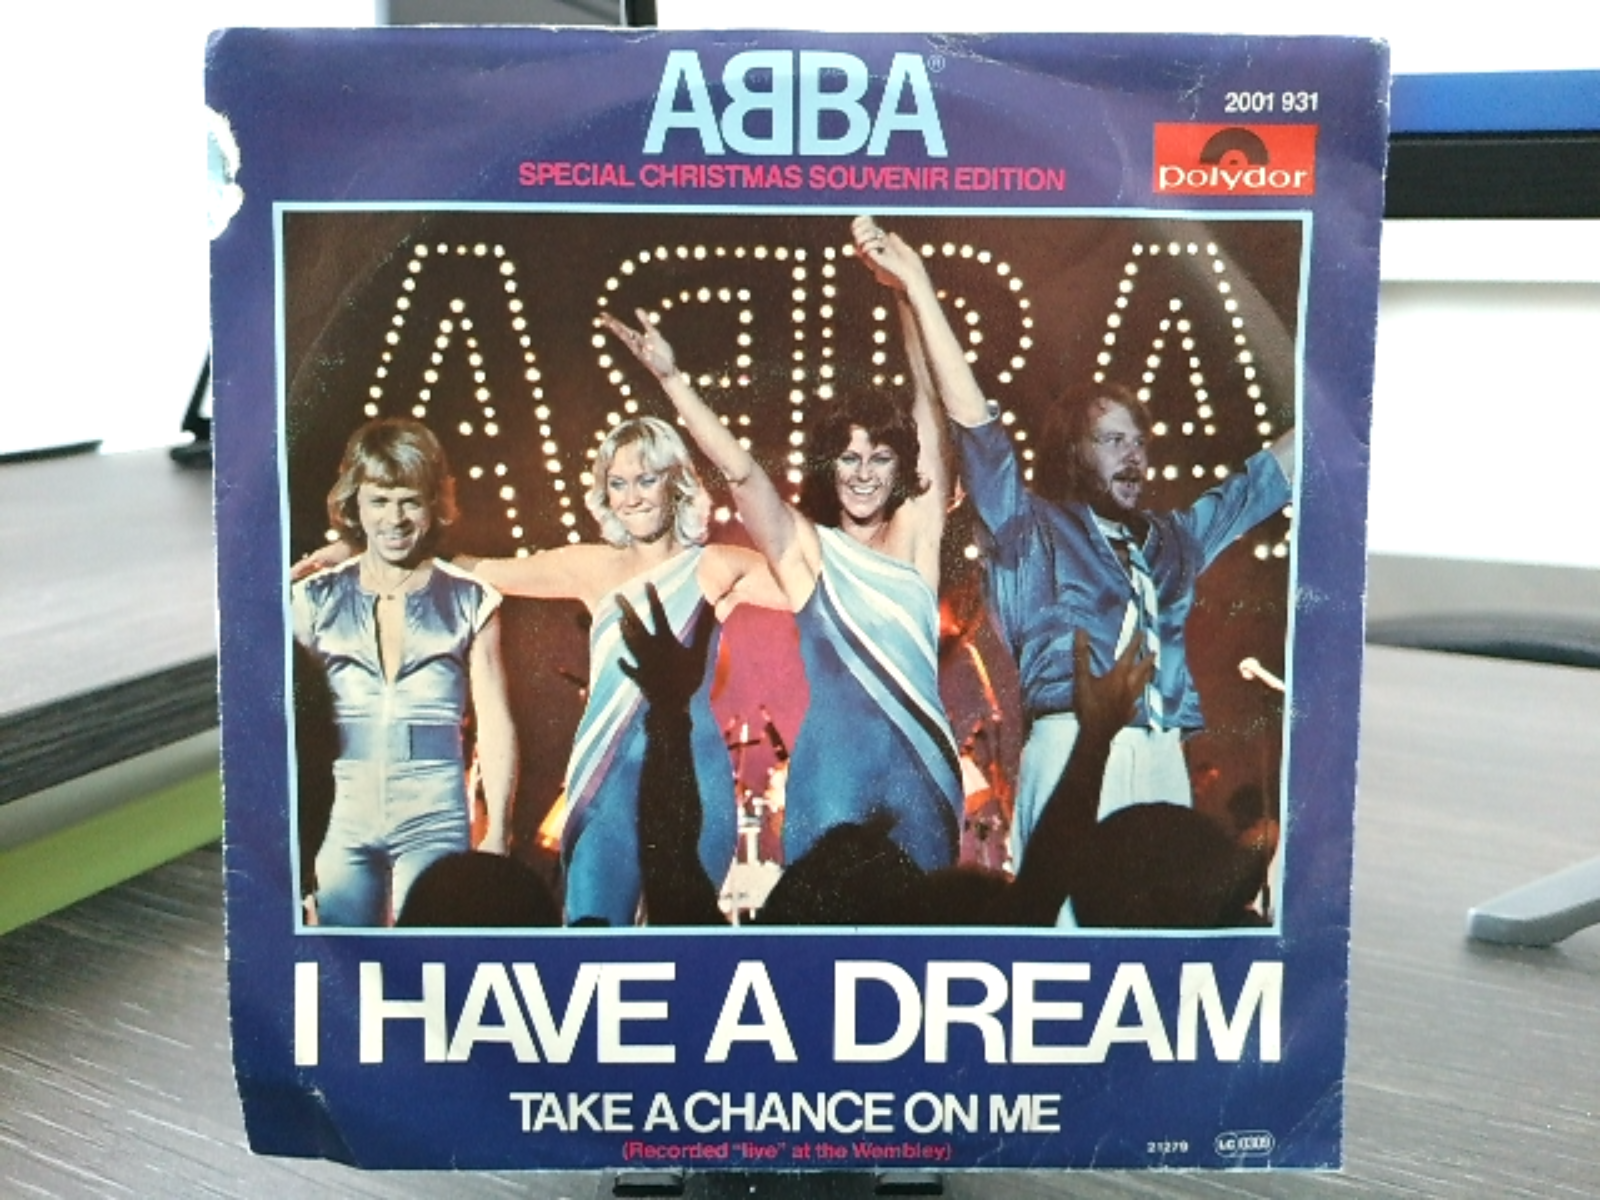 ABBA®
SPECIAL CHRISTMAS SOUVENIR EDITION
2001 931
polydor
ABBA
I HAVE A DREAM
TAKE A CHANCE ON ME
(Recorded "live" at the Wembley)
21279
LC 0309